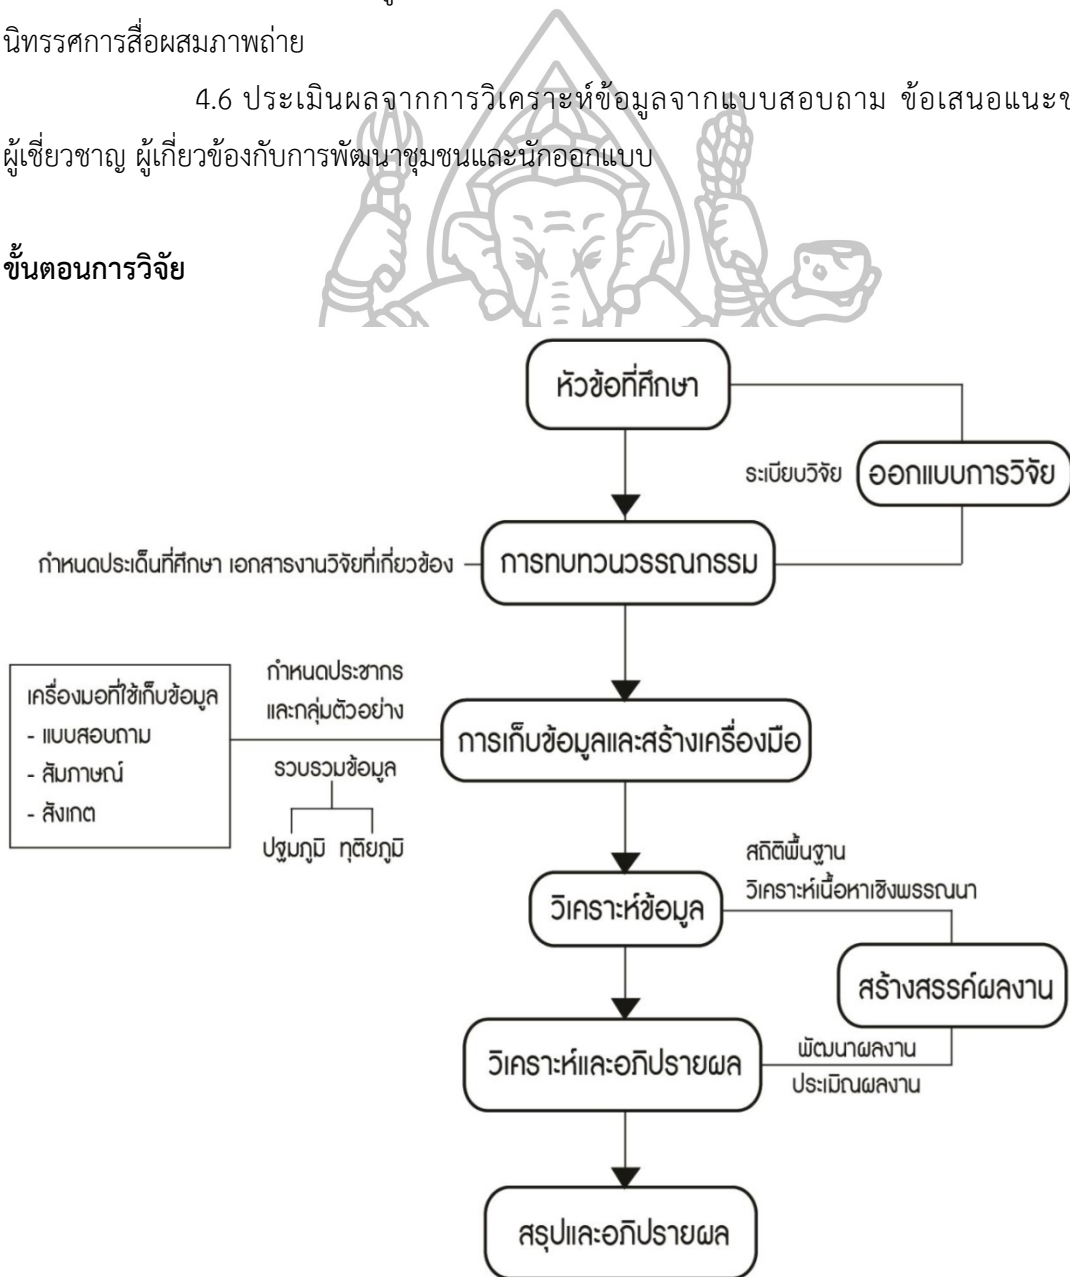 นิทรรศการสื่อผสมภาพถ่าย
4.6 ประเมินผลจากการวิเคราะห์ข้อมูลจากแบบสอบถาม ข้อเสนอแนะข
ผู้เชี่ยวชาญ ผู้เกี่ยวข้องกับการพัฒนาชุมชนและนักออกแบบ
ขั้นตอนการวิจัย
หัวข้อที่ศึกษา
ระเบียบวิจัย
ออกแบบการวิจัย
กำหนดประเด็นที่ศึกษา เอกสารงานวิจัยที่เกี่ยวข้อง
การทบทวนวรรณกรรม
เครื่องมอที่ใช้เก็บข้อมูล
- แบบสอบถาม
- สัมภาษณ์
- สังเกต
กำหนดประชากร
และกลุ่มตัวอย่าง
รวบรวมข้อมูล
ปฐมภูมิ ทุติยภูมิ
การเก็บข้อมูลและสร้างเครื่องมือ
สถิติพื้นฐาน
วิเคราะห์เนื้อหาเชิงพรรณนา
วิเคราะห์ข้อมูล
สร้างสรรค์ผลงาน
วิเคราะห์และอภิปรายผล
พัฒนาผลงาน
ประเมิณผลงาน
สรุปและอภิปรายผล